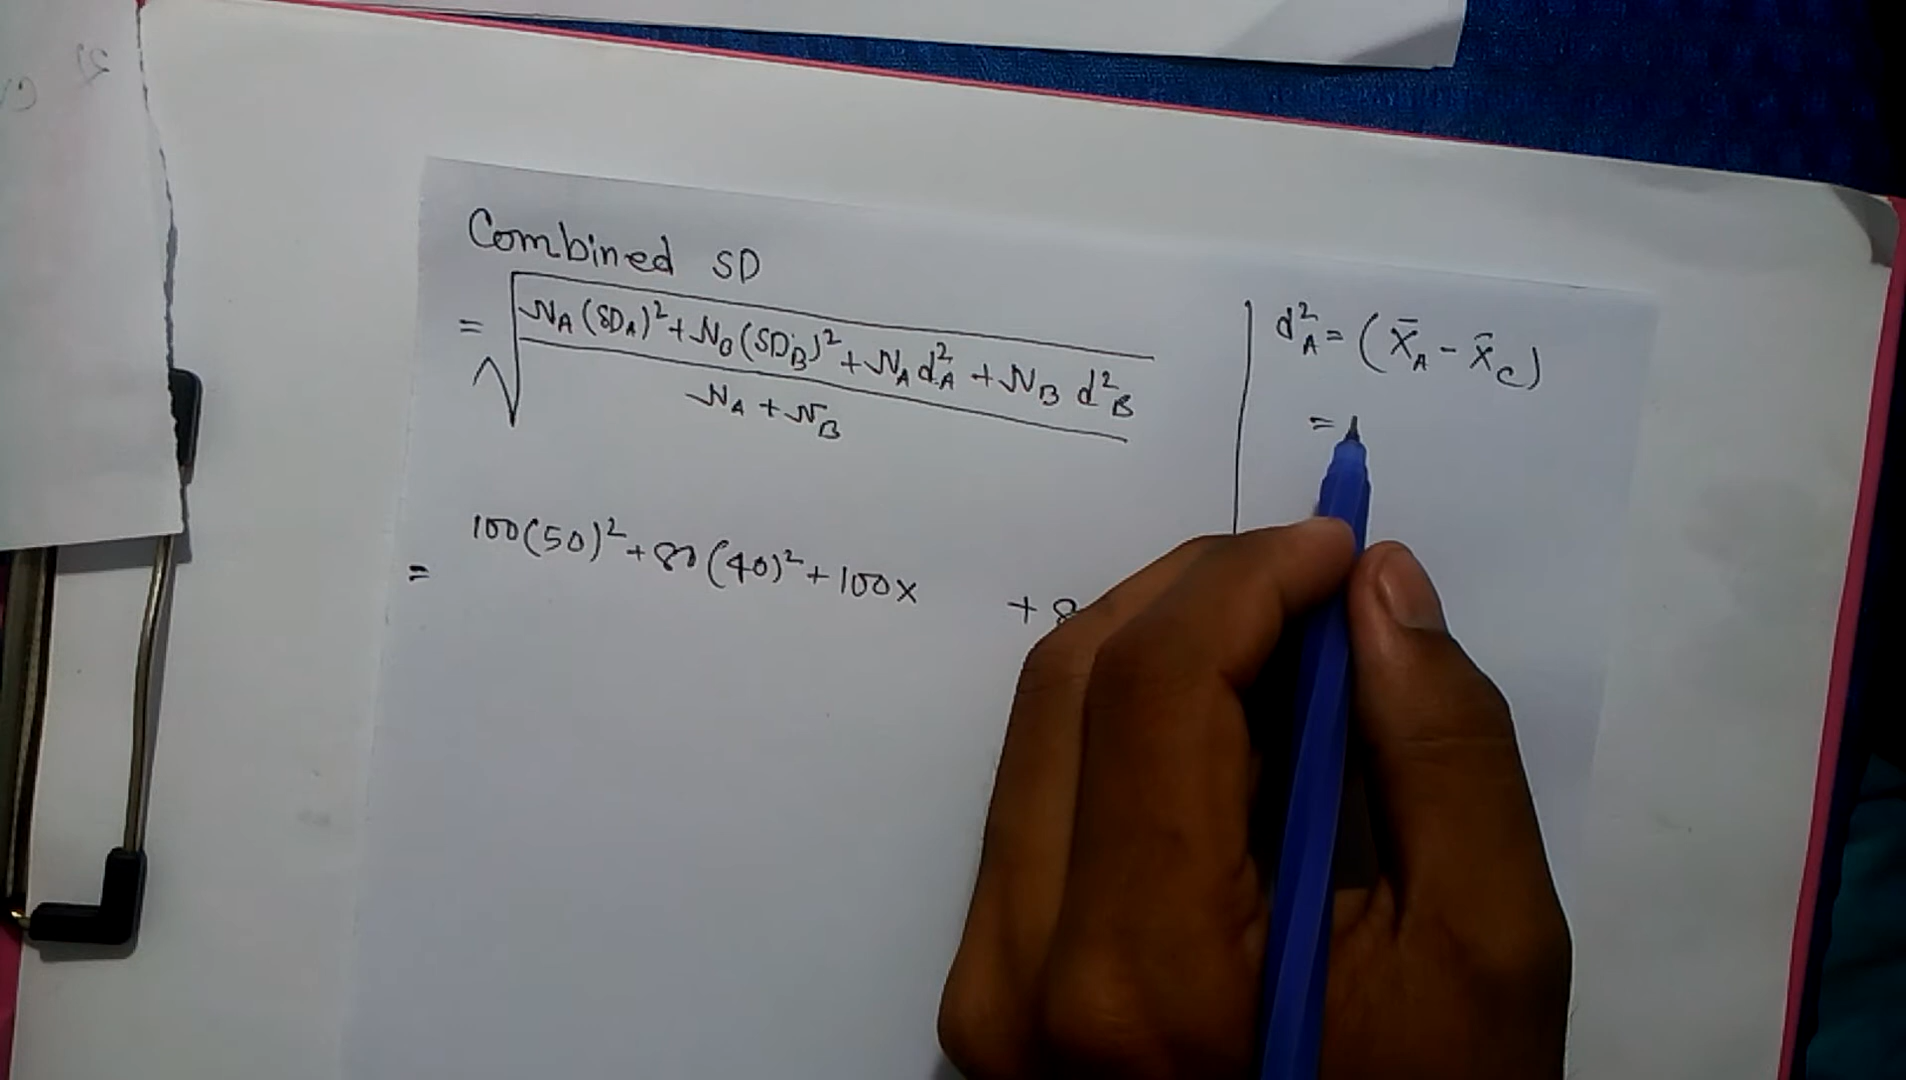 Combined SD
= √ N_A (SD_A)² + N_B (SD_B)² + N_A d²_A + N_B d²_B
N_A + N_B
= 100(50)² + 80(40)² + 100x + 8
d²_A = (X̄_A - X̄_C)
=